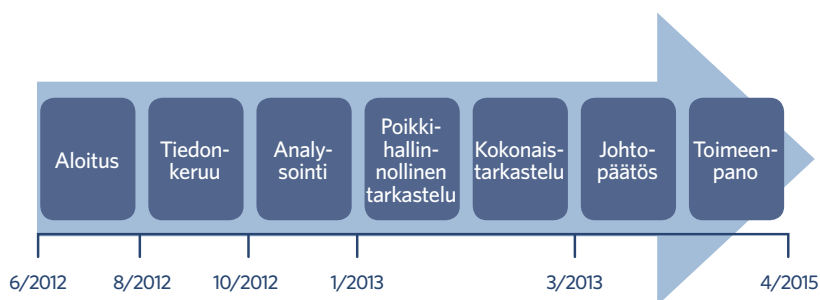 Aloitus
Tiedon-
keruu
Analy-
sointi
Poikki-
hallin-
nollinen
tarkastelu
Kokonais-
tarkastelu
Johto-
päätös
Toimeen-
pano
6/2012
8/2012
10/2012
1/2013
3/2013
4/2015